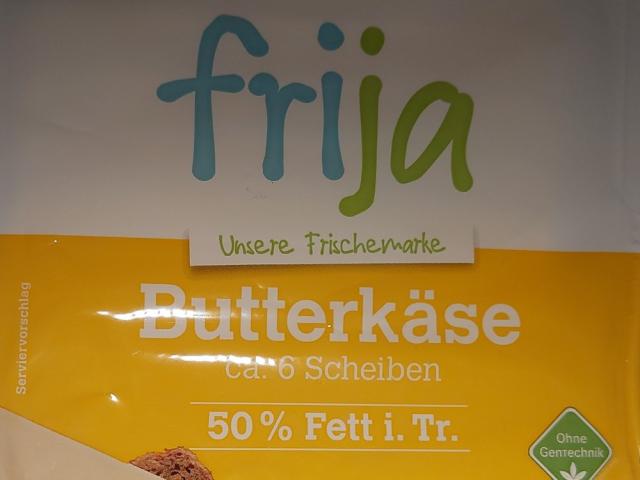 frija
Unsere Frischemarke
Butterkäse
ca. 6 Scheiben
50 % Fett i. Tr.
Serviervorschlag
Ohne
GenTechnik